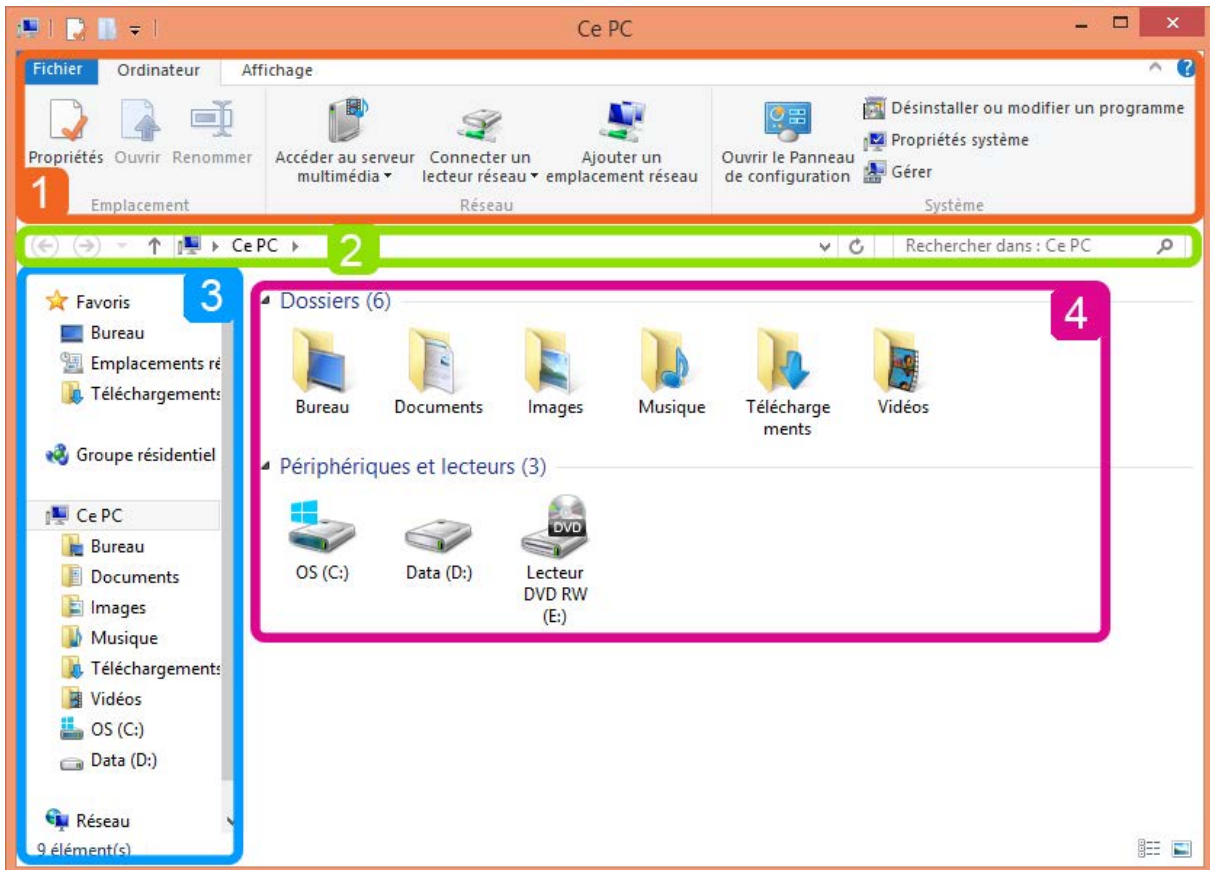 Ce PC
Fichier Ordinateur Affichage
Propriétés Ouvrir Renommer
Accéder au serveur
multimédia
Connecter un
lecteur réseau
Ajouter un
emplacement réseau
Ouvrir le Panneau
de configuration
Désinstaller ou modifier un programme
Propriétés système
Gérer
1
Emplacement Réseau Système
Ce PC
2
Rechercher dans : Ce PC
3
Favoris
Bureau
Emplacements ré
Téléchargements
Groupe résidentiel
Ce PC
Bureau
Documents
Images
Musique
Téléchargements
Vidéos
OS (C:)
Data (D:)
Réseau
9 élément(s)
4
Dossiers (6)
Bureau
Documents
Images
Musique
Télécharge
ments
Vidéos
Périphériques et lecteurs (3)
OS (C:)
Data (D:)
DVD
Lecteur
DVD RW
(E:)